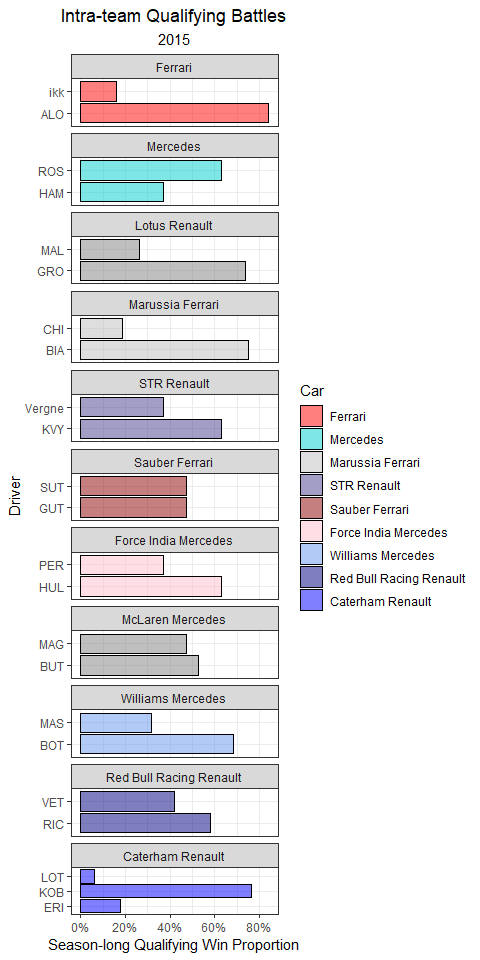 Intra-team Qualifying Battles
2015
Ferrari
ikk
ALO
Mercedes
ROS
HAM
Lotus Renault
MAL
GRO
Marussia Ferrari
CHI
BIA
STR Renault
Vergne
KVY
Sauber Ferrari
SUT
GUT
Force India Mercedes
PER
HUL
McLaren Mercedes
MAG
BUT
Williams Mercedes
MAS
BOT
Red Bull Racing Renault
VET
RIC
Caterham Renault
LOT
KOB
ERI
0% 20% 40% 60% 80%
Season-long Qualifying Win Proportion
Driver
Car
Ferrari
Mercedes
Marussia Ferrari
STR Renault
Sauber Ferrari
Force India Mercedes
Williams Mercedes
Red Bull Racing Renault
Caterham Renault